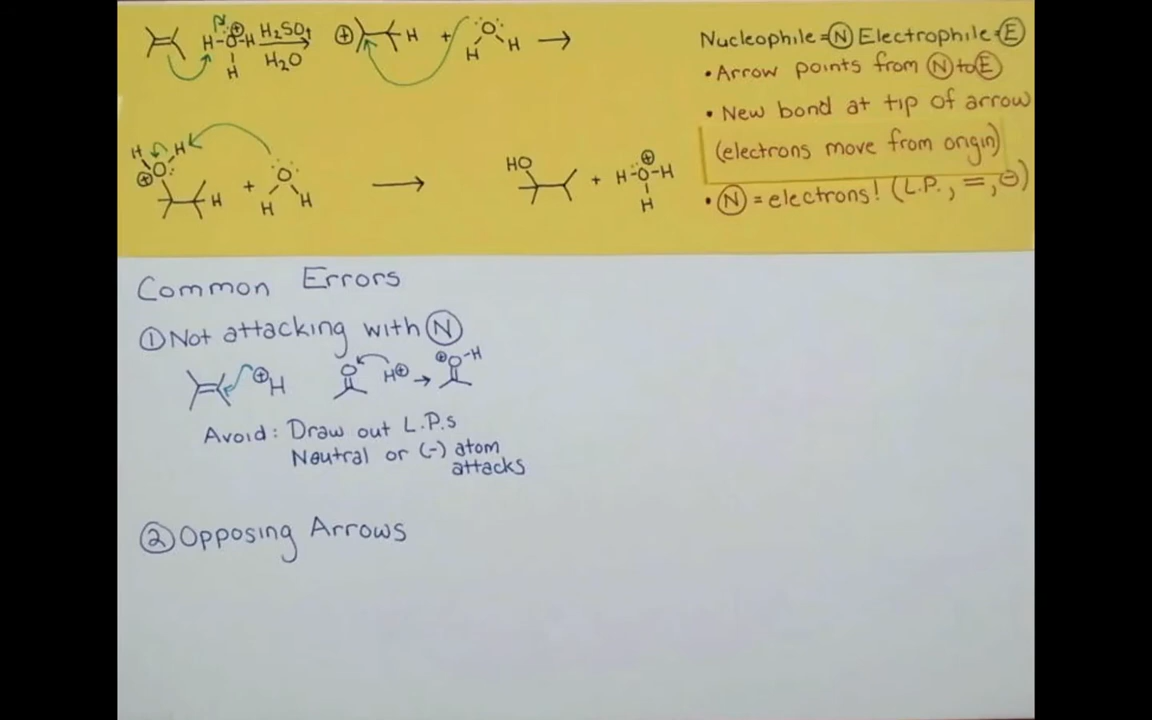 H-O-H H₂SO₄ ⊕ H + O →
H H₂O H H
Nucleophile=Ⓝ Electrophile=Ⓔ
• Arrow points from Ⓝ to Ⓔ
• New bond at tip of arrow
(electrons move from origin)
• Ⓝ = electrons! (L.P., =, ⊖)
H H
⊕ O H + O → HO + H-O-H ⊕
H H H
Common Errors
① Not attacking with Ⓝ
⊕H O H⊕ → ⊕O-H
Avoid: Draw out L.P.s
Neutral or (-) atom
attacks
② Opposing Arrows